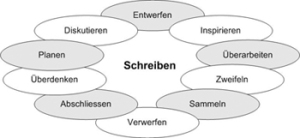 Entwerfen
Diskutieren
Inspirieren
Planen
Überarbeiten
Schreiben
Überdenken
Zweifeln
Abschliessen
Sammeln
Verwerfen